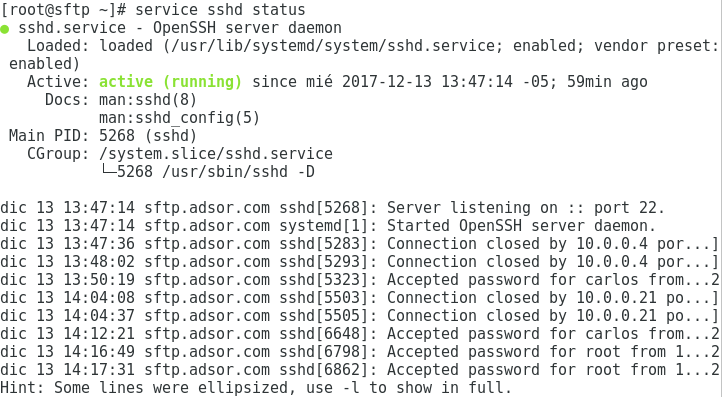 [root@sftp ~]# service sshd status
● sshd.service - OpenSSH server daemon
   Loaded: loaded (/usr/lib/systemd/system/sshd.service; enabled; vendor preset:
 enabled)
   Active: active (running) since mié 2017-12-13 13:47:14 -05; 59min ago
     Docs: man:sshd(8)
           man:sshd_config(5)
 Main PID: 5268 (sshd)
   CGroup: /system.slice/sshd.service
           └─5268 /usr/sbin/sshd -D

dic 13 13:47:14 sftp.adsor.com sshd[5268]: Server listening on :: port 22.
dic 13 13:47:14 sftp.adsor.com systemd[1]: Started OpenSSH server daemon.
dic 13 13:47:36 sftp.adsor.com sshd[5283]: Connection closed by 10.0.0.4 por...]
dic 13 13:48:02 sftp.adsor.com sshd[5293]: Connection closed by 10.0.0.4 por...]
dic 13 13:50:19 sftp.adsor.com sshd[5323]: Accepted password for carlos from...2
dic 13 14:04:08 sftp.adsor.com sshd[5503]: Connection closed by 10.0.0.21 po...]
dic 13 14:04:37 sftp.adsor.com sshd[5505]: Connection closed by 10.0.0.21 po...]
dic 13 14:12:21 sftp.adsor.com sshd[6648]: Accepted password for carlos from...2
dic 13 14:16:49 sftp.adsor.com sshd[6798]: Accepted password for root from 1...2
dic 13 14:17:31 sftp.adsor.com sshd[6862]: Accepted password for root from 1...2
Hint: Some lines were ellipsized, use -l to show in full.